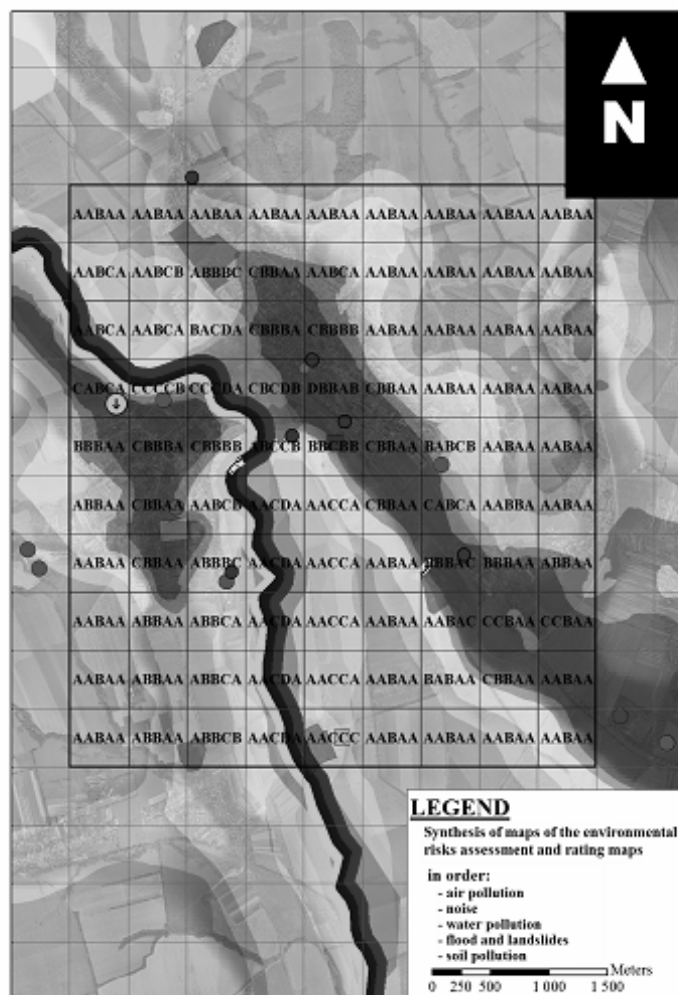 N
AABAA AABAA AABAA AABAA AABAA AABAA AABAA AABAA AABAA
AABCA AABCB ABBBC CBBAA AABCA AABAA AABAA AABAA AABAA
AABCA AABCA BACDA CBBBA CBBBB AABAA AABAA AABAA AABAA
CABCA CCCCB CCCDA CBCDB DBBAB CBBAA AABAA AABAA AABAA
BBBAA CBBBA CBBBB ABCCB BBCBB CBBAA BABCB AABAA AABAA
ABBAA CBBAA AABCB AACDA AACCA CBBAA CABCA AABBA AABAA
AABAA CBBAA ABBBC AACDA AACCA AABAA BBBAC BBBAA ABBAA
AABAA ABBAA ABBCA AACDA AACCA AABAA AABAC CCBAA CCBAA
AABAA ABBAA ABBCA AACDA AACCA AABAA BABAA CBBAA AABAA
AABAA ABBAA ABBCB AACDA AACCC AABAA AABAA AABAA AABAA
LEGEND
Synthesis of maps of the environmental
risks assessment and rating maps
in order:
- air pollution
- noise
- water pollution
- flood and landslides
- soil pollution
Meters
0 250 500 1 000 1 500